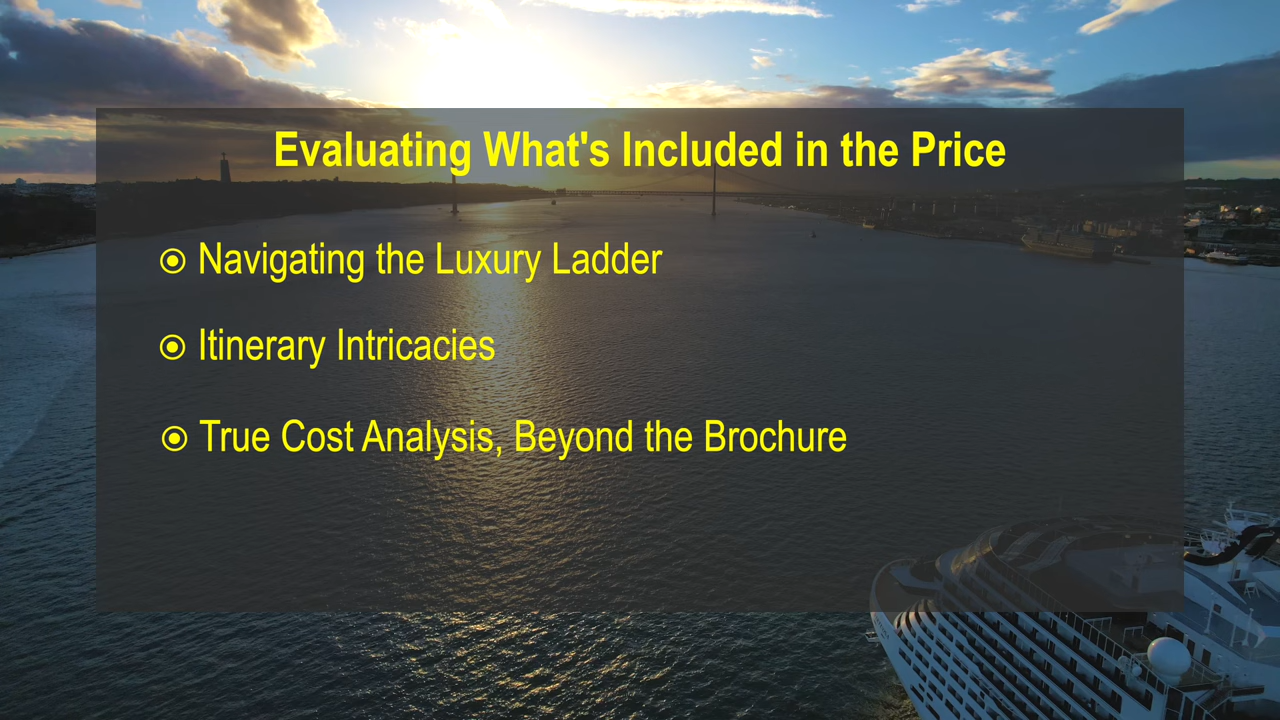 Evaluating What's Included in the Price
Navigating the Luxury Ladder
Itinerary Intricacies
True Cost Analysis, Beyond the Brochure